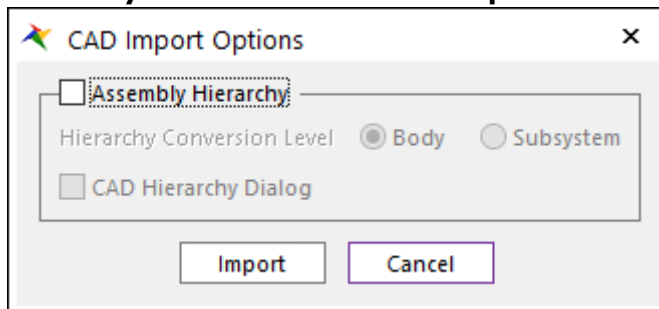 CAD Import Options
Assembly Hierarchy
Hierarchy Conversion Level Body Subsystem
CAD Hierarchy Dialog
Import Cancel